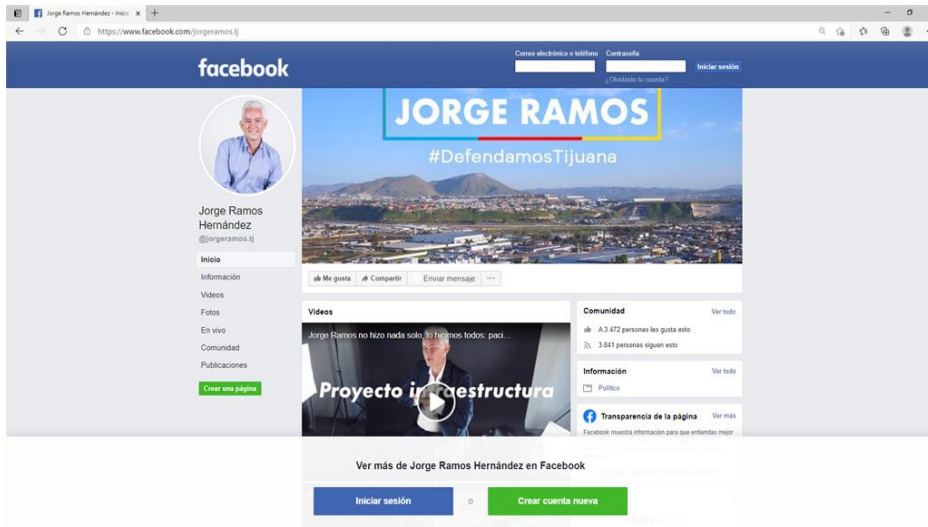 Jorge Ramos Hernández - Inicio
https://www.facebook.com/jorgeramos.tj
facebook
Correo electrónico o teléfono
Contraseña
Iniciar sesión
¿Olvidaste tu cuenta?
JORGE RAMOS
#DefendamosTijuana
Jorge Ramos
Hernández
@jorgeramos.tj
Inicio
Información
Videos
Fotos
En vivo
Comunidad
Publicaciones
Crear una página
Me gusta
Compartir
Enviar mensaje
Videos
Jorge Ramos no hizo nada solo, lo hicimos todos: paci...
Proyecto infraestructura
Comunidad
Ver todo
A 3.472 personas les gusta esto
3.841 personas siguen esto
Información
Ver todo
Político
Transparencia de la página
Ver más
Facebook muestra información para que entiendas mejor
Ver más de Jorge Ramos Hernández en Facebook
Iniciar sesión
o
Crear cuenta nueva